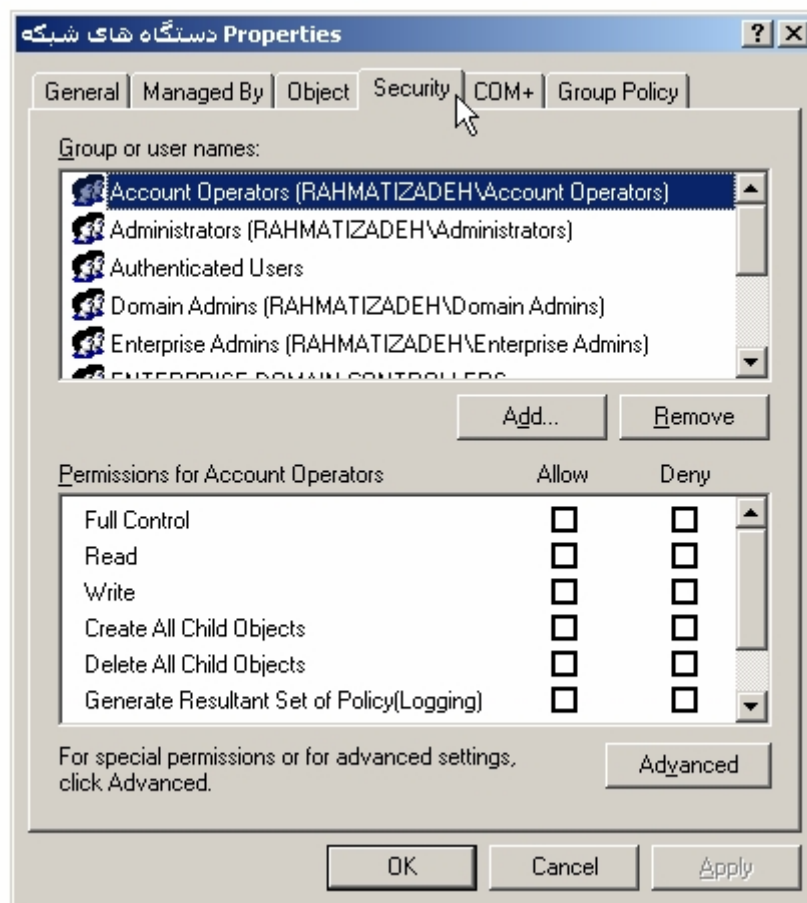 دستگاه های شبکه Properties
General Managed By Object Security COM+ Group Policy
Group or user names:
Account Operators (RAHMATIZADEH\Account Operators)
Administrators (RAHMATIZADEH\Administrators)
Authenticated Users
Domain Admins (RAHMATIZADEH\Domain Admins)
Enterprise Admins (RAHMATIZADEH\Enterprise Admins)
ENTERPRISE DOMAIN CONTROLLERS
Add... Remove
Permissions for Account Operators Allow Deny
Full Control
Read
Write
Create All Child Objects
Delete All Child Objects
Generate Resultant Set of Policy(Logging)
For special permissions or for advanced settings,
click Advanced.
Advanced
OK Cancel Apply